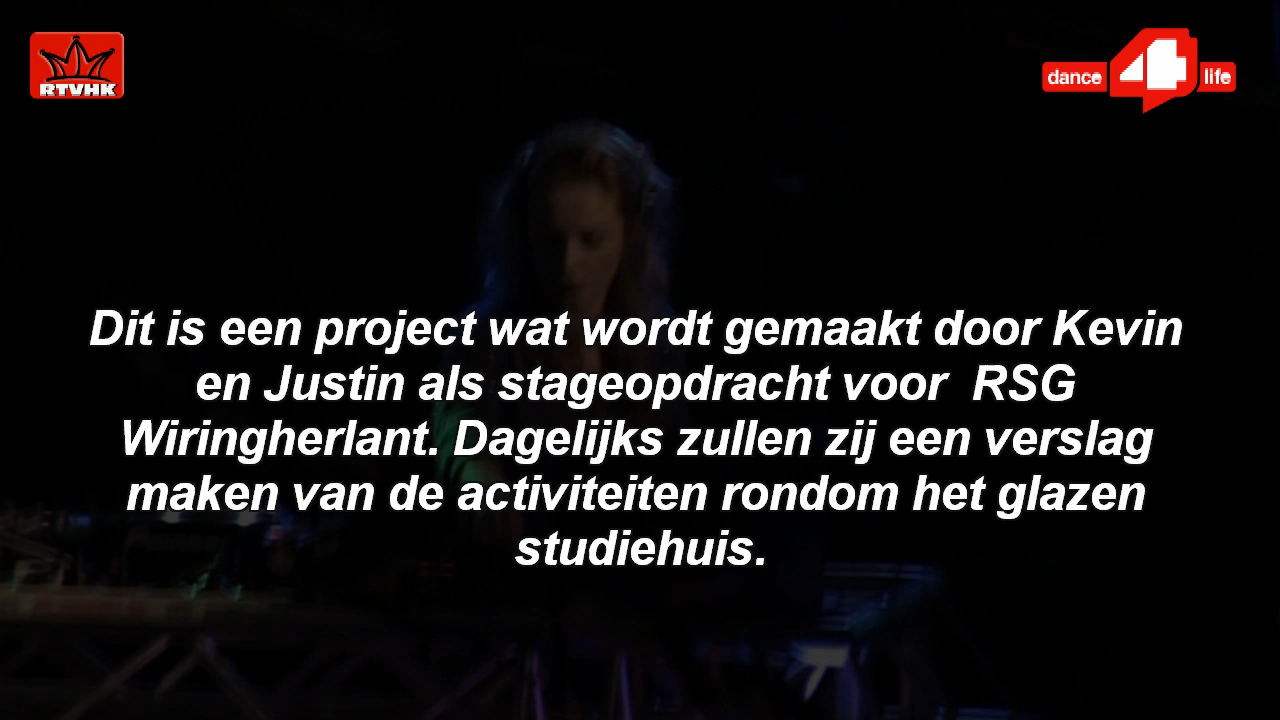 RTVHK
dance 4 life
Dit is een project wat wordt gemaakt door Kevin
en Justin als stageopdracht voor  RSG
Wiringherlant. Dagelijks zullen zij een verslag
maken van de activiteiten rondom het glazen
studiehuis.